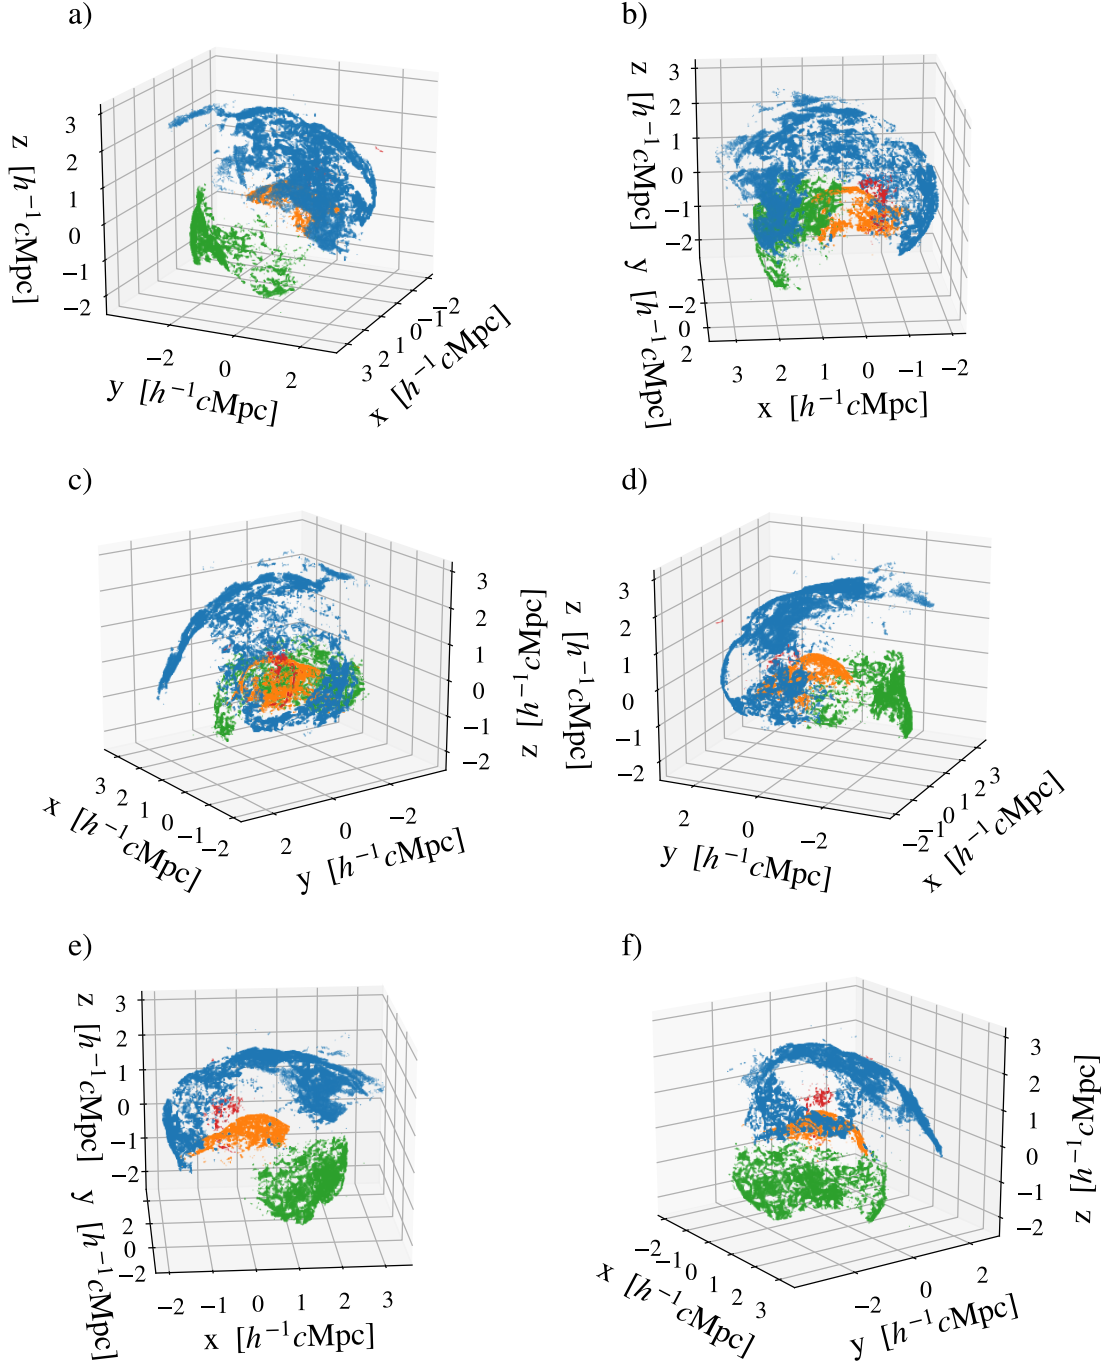 a)
z [h⁻¹cMpc]
3
2
1
0
−1
−2
−2
0
2
y [h⁻¹cMpc]
3 2 1 0 −1 −2
x [h⁻¹cMpc]
b)
z [h⁻¹cMpc]
3
2
1
0
−1
−2
y [h⁻¹cMpc]
−2
0
2
3 2 1 0 −1 −2
x [h⁻¹cMpc]
c)
z [h⁻¹cMpc]
3
2
1
0
−1
−2
3 2 1 0 −1 −2
x [h⁻¹cMpc]
2 0 −2
y [h⁻¹cMpc]
d)
z [h⁻¹cMpc]
3
2
1
0
−1
−2
2 0 −2
y [h⁻¹cMpc]
−2 −1 0 1 2 3
x [h⁻¹cMpc]
e)
z [h⁻¹cMpc]
3
2
1
0
−1
−2
y [h⁻¹cMpc]
2
0
−2
−2 −1 0 1 2 3
x [h⁻¹cMpc]
f)
z [h⁻¹cMpc]
3
2
1
0
−1
−2
−2 −1 0 1 2 3
x [h⁻¹cMpc]
−2 0 2
y [h⁻¹cMpc]